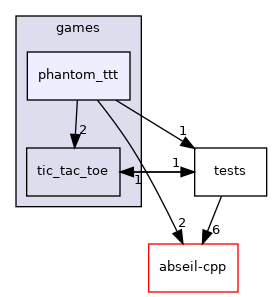 games
phantom_ttt
1
2
1
tic_tac_toe
tests
1
2
6
abseil-cpp